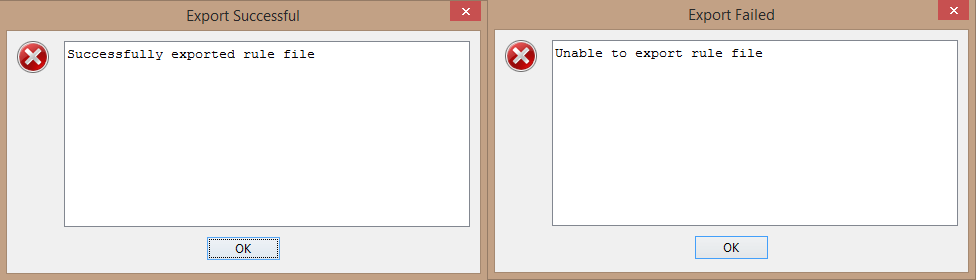 Export Successful
Successfully exported rule file
OK
Export Failed
Unable to export rule file
OK